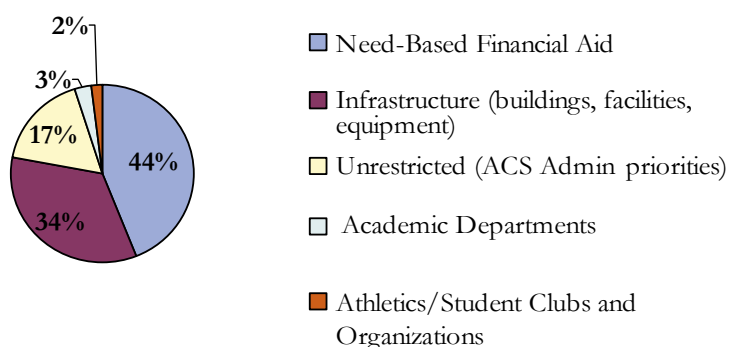 2%
3%
17%
44%
34%
Need-Based Financial Aid
Infrastructure (buildings, facilities,
equipment)
Unrestricted (ACS Admin priorities)
Academic Departments
Athletics/Student Clubs and
Organizations